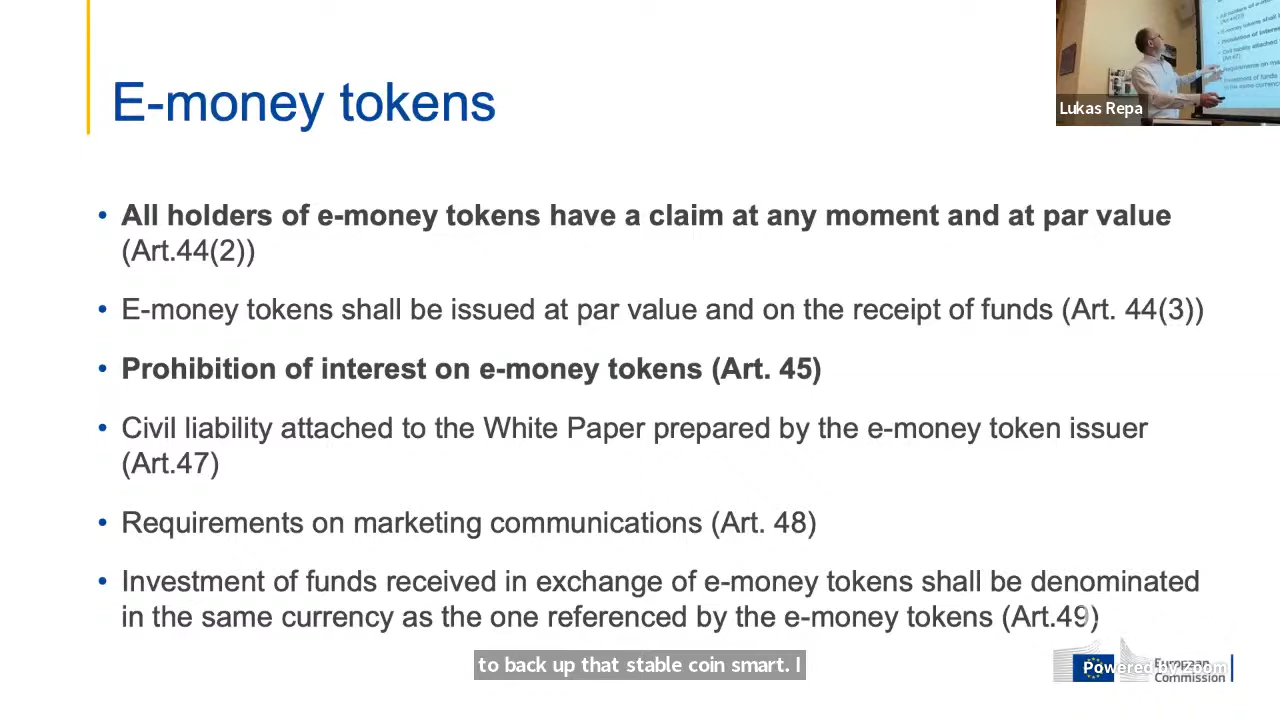 E-money tokens
Lukas Repa
• All holders of e-money tokens have a claim at any moment and at par value
(Art.44(2))
• E-money tokens shall be issued at par value and on the receipt of funds (Art. 44(3))
• Prohibition of interest on e-money tokens (Art. 45)
• Civil liability attached to the White Paper prepared by the e-money token issuer
(Art.47)
• Requirements on marketing communications (Art. 48)
• Investment of funds received in exchange of e-money tokens shall be denominated
in the same currency as the one referenced by the e-money tokens (Art.49)
to back up that stable coin smart. I
Powered by Zoom
European
Commission